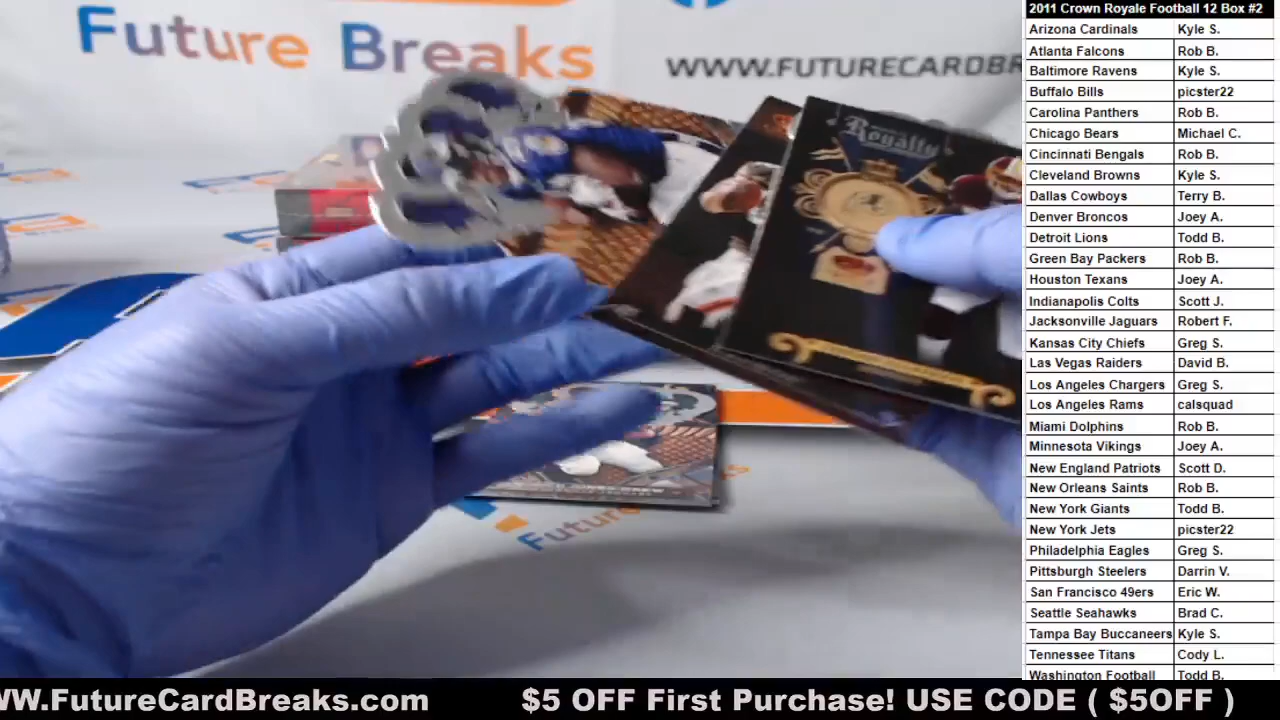 Future Breaks
WWW.FUTURECARDBR
Royalty
Future
2011 Crown Royale Football 12 Box #2
Arizona Cardinals Kyle S.
Atlanta Falcons Rob B.
Baltimore Ravens Kyle S.
Buffalo Bills picster22
Carolina Panthers Rob B.
Chicago Bears Michael C.
Cincinnati Bengals Rob B.
Cleveland Browns Kyle S.
Dallas Cowboys Terry B.
Denver Broncos Joey A.
Detroit Lions Todd B.
Green Bay Packers Rob B.
Houston Texans Joey A.
Indianapolis Colts Scott J.
Jacksonville Jaguars Robert F.
Kansas City Chiefs Greg S.
Las Vegas Raiders David B.
Los Angeles Chargers Greg S.
Los Angeles Rams calsquad
Miami Dolphins Rob B.
Minnesota Vikings Joey A.
New England Patriots Scott D.
New Orleans Saints Rob B.
New York Giants Todd B.
New York Jets picster22
Philadelphia Eagles Greg S.
Pittsburgh Steelers Darrin V.
San Francisco 49ers Eric W.
Seattle Seahawks Brad C.
Tampa Bay Buccaneers Kyle S.
Tennessee Titans Cody L.
Washington Football Todd B.
WW.FutureCardBreaks.com $5 OFF First Purchase! USE CODE ( $5OFF )